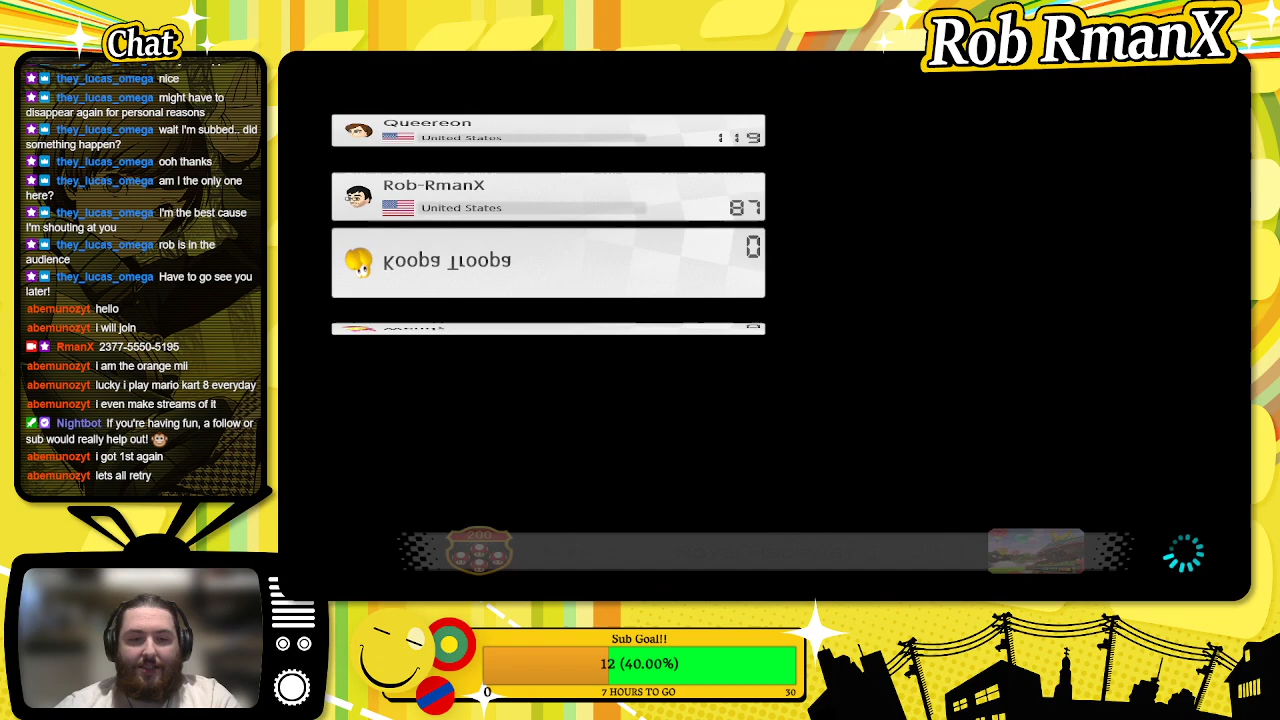 Chat
Rob RmanX
they_lucas_omega nice
they_lucas_omega might have to
disappear again for personal reasons
they_lucas_omega wait I'm subbed.. did
something happen?
they_lucas_omega ooh thanks
they_lucas_omega am I the only one
here?
they_lucas_omega I'm the best cause
I'm shouting at you
they_lucas_omega rob is in the
audience
they_lucas_omega Have to go see you
later!
abemunozyt hello
abemunozyt i will join
RmanX 2377-5550-5195
abemunozyt I am the orange mII
abemunozyt lucky i play mario kart 8 everyday
abemunozyt i even make streams of it
Nightbot If you're having fun, a follow or
sub would really help out!
abemunozyt i got 1st again
abemunozyt lets all retry
Queereon
United States
119
Rob-RmanX
United States
87
Koopa Troopa
0
200
Sub Goal!!
12 (40.00%)
0
7 HOURS TO GO
30